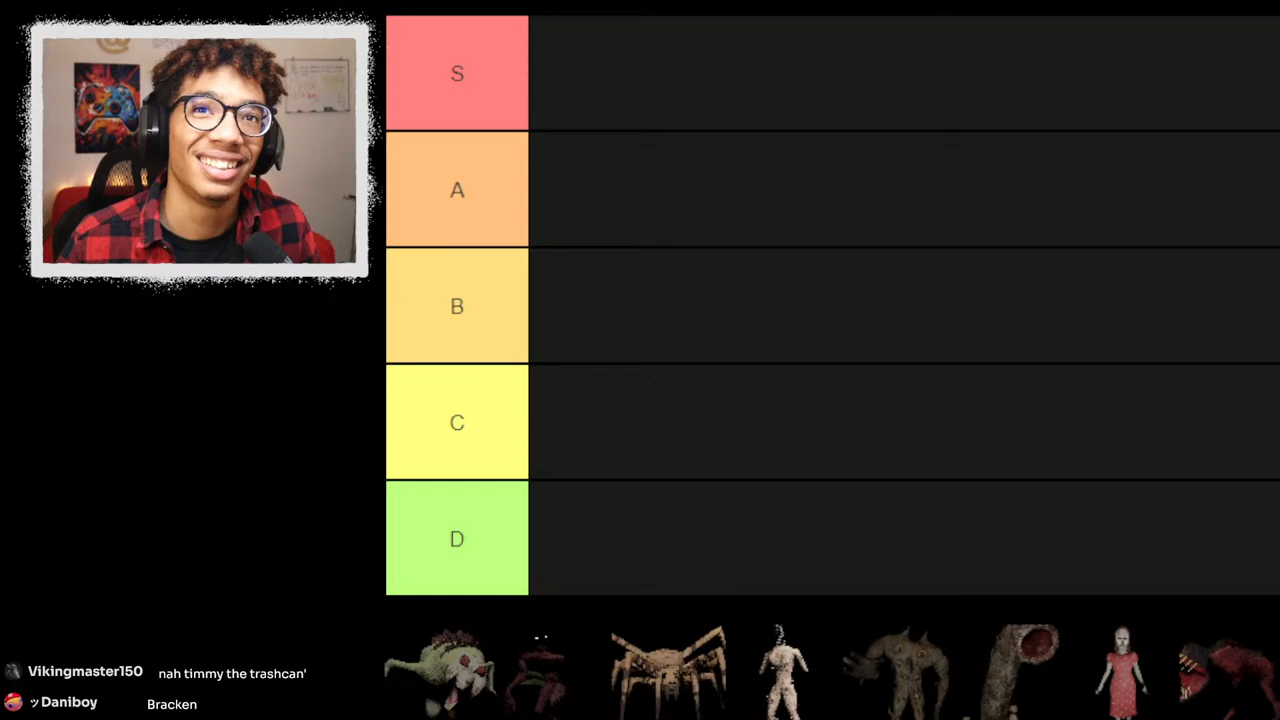 S
A
B
C
D
Vikingmaster150 nah timmy the trashcan'
ッDaniboy Bracken